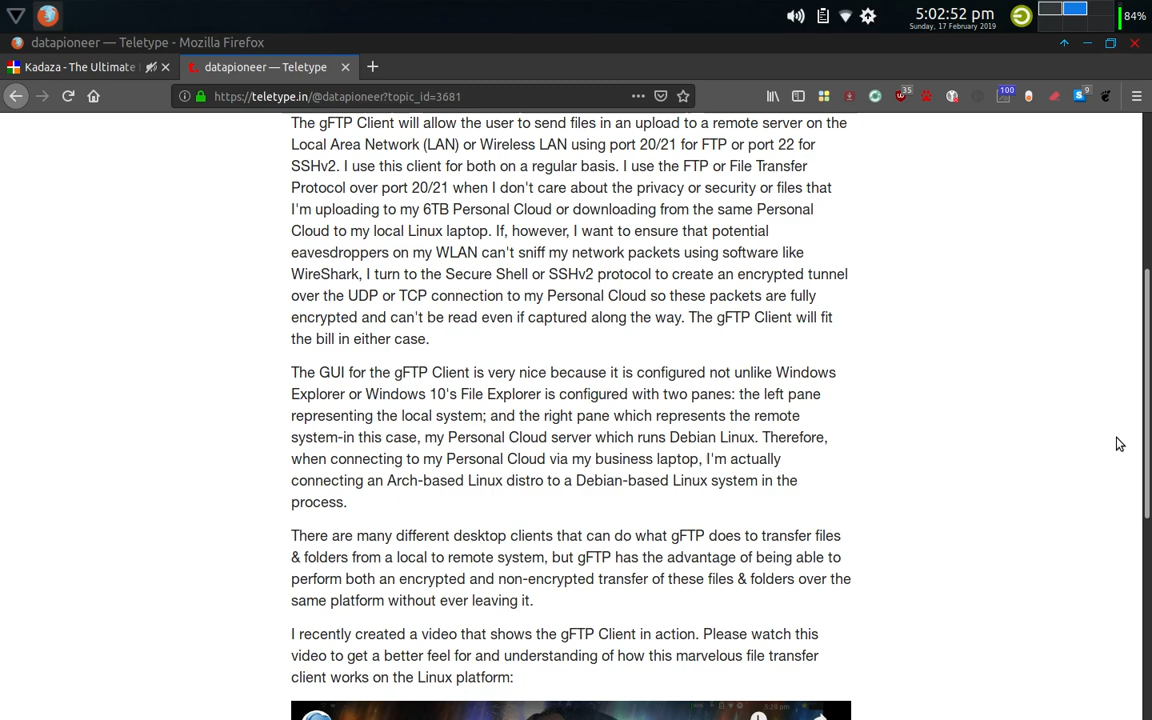 5:02:52 pm
Sunday, 17 February 2019
84%
datapioneer — Teletype - Mozilla Firefox
Kadaza - The Ultimate
datapioneer — Teletype
https://teletype.in/@datapioneer?topic_id=3681
35
100
9
The gFTP Client will allow the user to send files in an upload to a remote server on the
Local Area Network (LAN) or Wireless LAN using port 20/21 for FTP or port 22 for
SSHv2. I use this client for both on a regular basis. I use the FTP or File Transfer
Protocol over port 20/21 when I don't care about the privacy or security or files that
I'm uploading to my 6TB Personal Cloud or downloading from the same Personal
Cloud to my local Linux laptop. If, however, I want to ensure that potential
eavesdroppers on my WLAN can't sniff my network packets using software like
WireShark, I turn to the Secure Shell or SSHv2 protocol to create an encrypted tunnel
over the UDP or TCP connection to my Personal Cloud so these packets are fully
encrypted and can't be read even if captured along the way. The gFTP Client will fit
the bill in either case.
The GUI for the gFTP Client is very nice because it is configured not unlike Windows
Explorer or Windows 10's File Explorer is configured with two panes: the left pane
representing the local system; and the right pane which represents the remote
system-in this case, my Personal Cloud server which runs Debian Linux. Therefore,
when connecting to my Personal Cloud via my business laptop, I'm actually
connecting an Arch-based Linux distro to a Debian-based Linux system in the
process.
There are many different desktop clients that can do what gFTP does to transfer files
& folders from a local to remote system, but gFTP has the advantage of being able to
perform both an encrypted and non-encrypted transfer of these files & folders over the
same platform without ever leaving it.
I recently created a video that shows the gFTP Client in action. Please watch this
video to get a better feel for and understanding of how this marvelous file transfer
client works on the Linux platform: